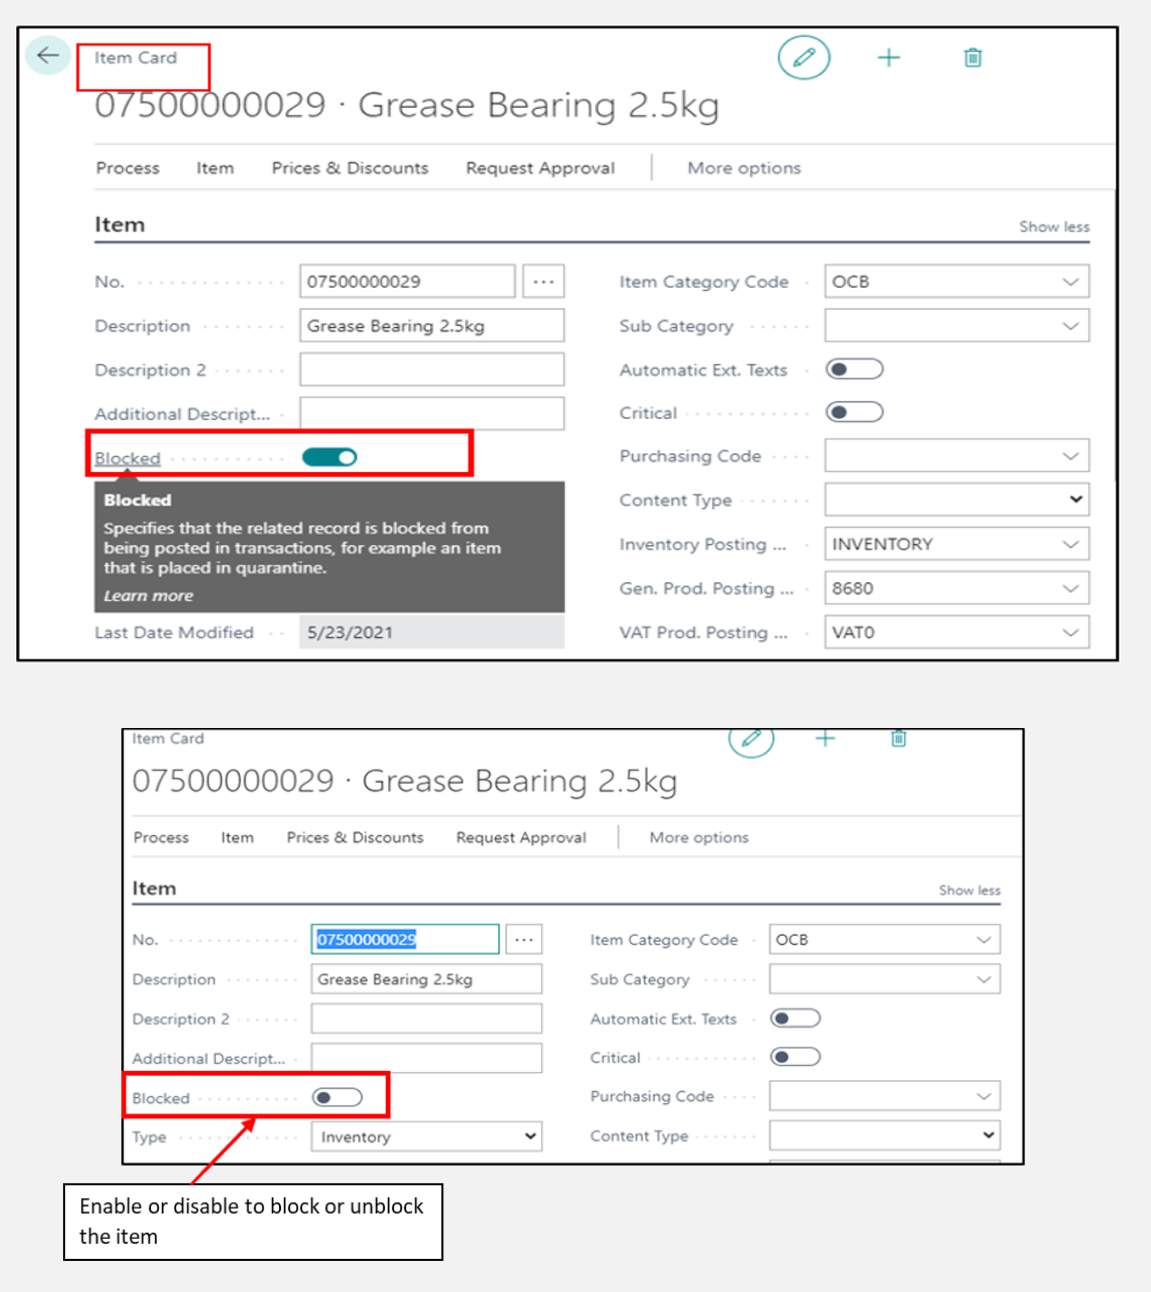 Item Card
07500000029 · Grease Bearing 2.5kg
Process Item Prices & Discounts Request Approval More options
Item Show less
No. 07500000029 ... Item Category Code OCB
Description Grease Bearing 2.5kg Sub Category
Description 2 Automatic Ext. Texts
Additional Descript... Critical
Blocked Purchasing Code
Blocked
Specifies that the related record is blocked from
being posted in transactions, for example an item
that is placed in quarantine.
Learn more
Content Type
Inventory Posting ... INVENTORY
Gen. Prod. Posting ... 8680
Last Date Modified 5/23/2021 VAT Prod. Posting ... VAT0
Item Card
07500000029 · Grease Bearing 2.5kg
Process Item Prices & Discounts Request Approval More options
Item Show less
No. 07500000029 ... Item Category Code OCB
Description Grease Bearing 2.5kg Sub Category
Description 2 Automatic Ext. Texts
Additional Descript... Critical
Blocked Purchasing Code
Type Inventory Content Type
Enable or disable to block or unblock
the item